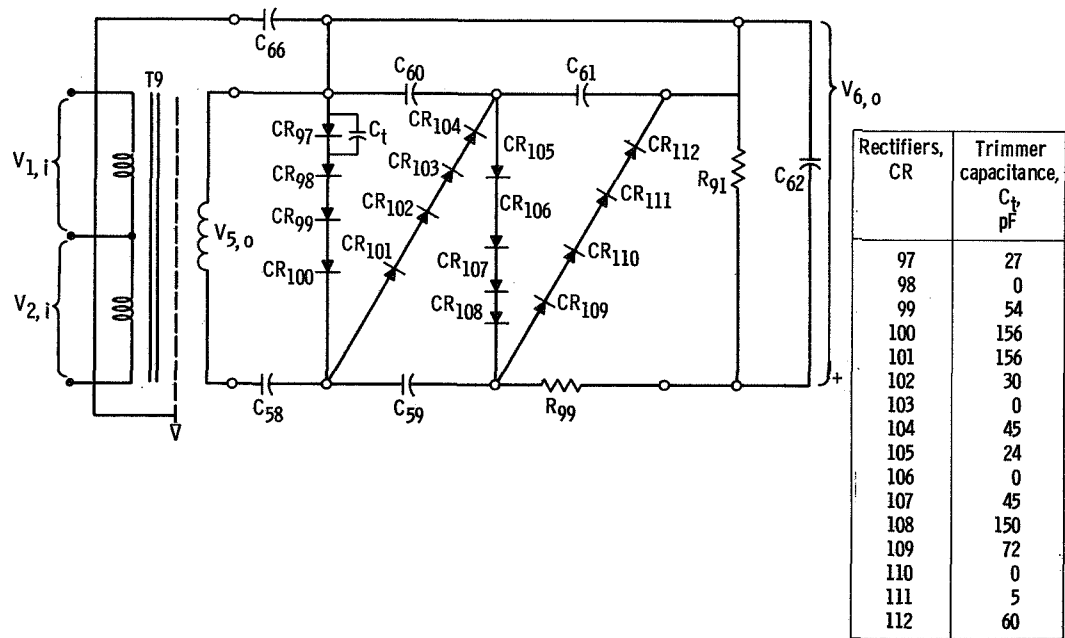 C66
T9
C60
C61
V6,o
V1,i
CR97
Ct
CR104
CR105
CR112
CR98
CR103
CR111
R91
C62
CR99
CR102
CR106
V5,o
CR101
CR110
CR100
CR107
V2,i
CR108
CR109
+
C58
C59
R99
∇
Rectifiers, CR
Trimmer capacitance, Ct, pF
97 27
98 0
99 54
100 156
101 156
102 30
103 0
104 45
105 24
106 0
107 45
108 150
109 72
110 0
111 5
112 60